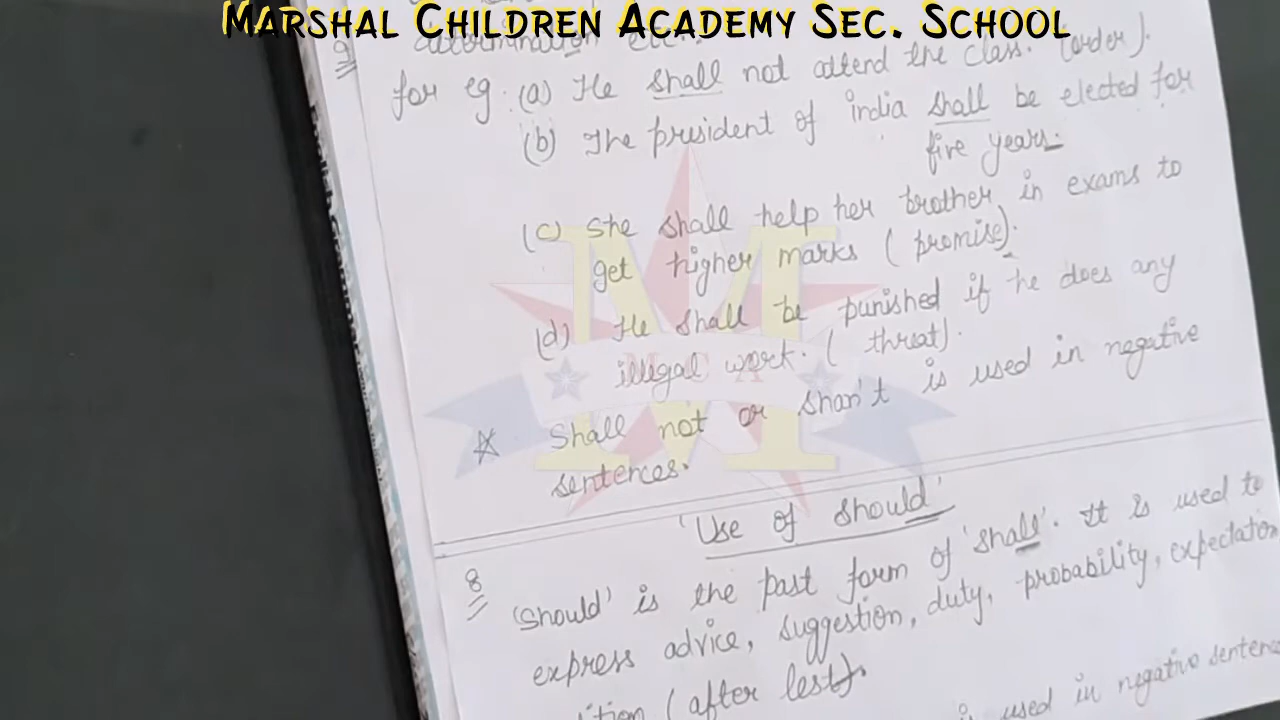 MARSHAL CHILDREN ACADEMY SEC. SCHOOL
etc..
for eg. (a) He shall not attend the class. (order).
(b) The president of india shall be elected for
five years.
(c) She shall help her brother in exams to
get higher marks (promise).
(d) He shall be punished if he does any
illegal work. (threat).
Shall not or shan't is used in negative
sentences.
'Use of should'
8 'Should' is the past form of 'shall'. It is used to
express advice, suggestion, duty, probability, expectation
(after lest).
is used in negative sentence